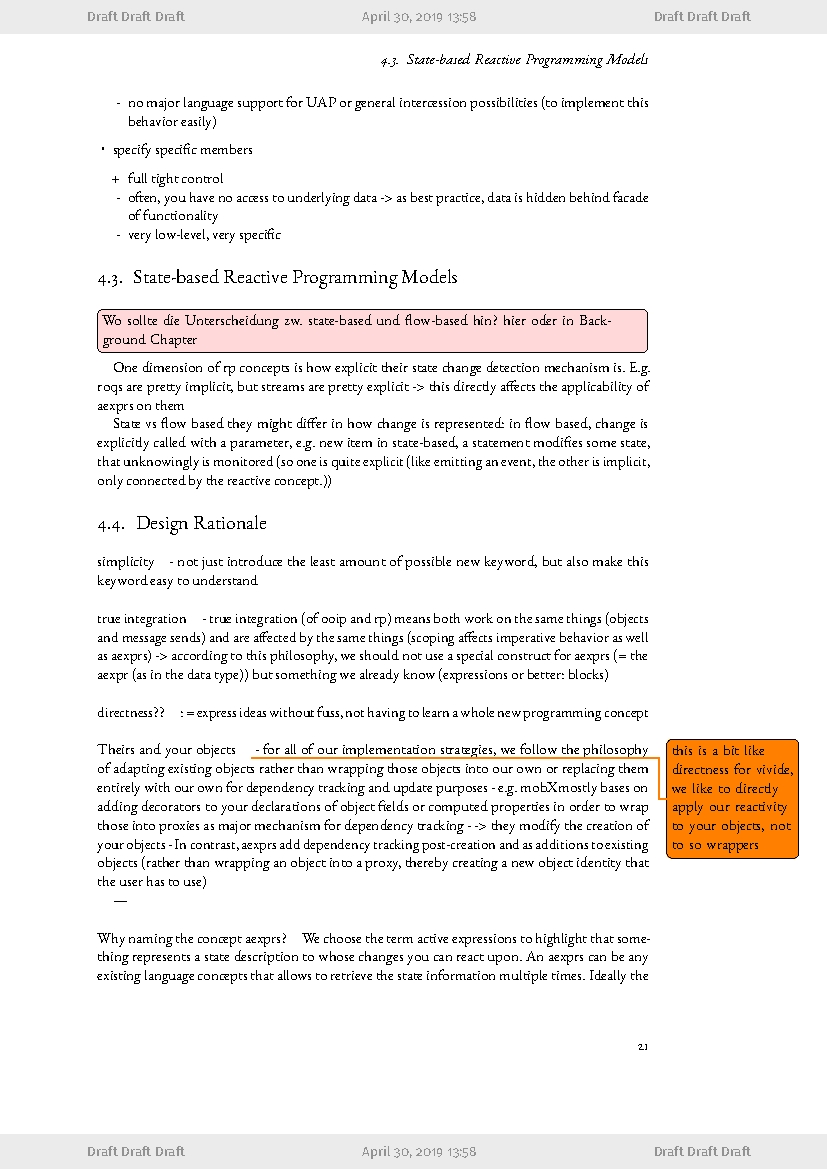 Draft Draft Draft April 30, 2019 13:58 Draft Draft Draft
4.3. State-based Reactive Programming Models
- no major language support for UAP or general intercession possibilities (to implement this
behavior easily)
• specify specific members
+ full tight control
- often, you have no access to underlying data -> as best practice, data is hidden behind facade
of functionality
- very low-level, very specific
4.3. State-based Reactive Programming Models
Wo sollte die Unterscheidung zw. state-based und flow-based hin? hier oder in Back-
ground Chapter
One dimension of rp concepts is how explicit their state change detection mechanism is. E.g.
roqs are pretty implicit, but streams are pretty explicit -> this directly affects the applicability of
aexprs on them
State vs flow based they might differ in how change is represented: in flow based, change is
explicitly called with a parameter, e.g. new item in state-based, a statement modifies some state,
that unknowingly is monitored (so one is quite explicit (like emitting an event, the other is implicit,
only connected by the reactive concept.))
4.4. Design Rationale
simplicity - not just introduce the least amount of possible new keyword, but also make this
keyword easy to understand
true integration - true integration (of ooip and rp) means both work on the same things (objects
and message sends) and are affected by the same things (scoping affects imperative behavior as well
as aexprs) -> according to this philosophy, we should not use a special construct for aexprs (= the
aexpr (as in the data type)) but something we already know (expressions or better: blocks)
directness?? : = express ideas without fuss, not having to learn a whole new programming concept
Theirs and your objects - for all of our implementation strategies, we follow the philosophy
of adapting existing objects rather than wrapping those objects into our own or replacing them
entirely with our own for dependency tracking and update purposes - e.g. mobX mostly bases on
adding decorators to your declarations of object fields or computed properties in order to wrap
those into proxies as major mechanism for dependency tracking - -> they modify the creation of
your objects - In contrast, aexprs add dependency tracking post-creation and as additions to existing
objects (rather than wrapping an object into a proxy, thereby creating a new object identity that
the user has to use)
—
this is a bit like
directness for vivide,
we like to directly
apply our reactivity
to your objects, not
to so wrappers
Why naming the concept aexprs? We choose the term active expressions to highlight that some-
thing represents a state description to whose changes you can react upon. An aexprs can be any
existing language concepts that allows to retrieve the state information multiple times. Ideally the
21
Draft Draft Draft April 30, 2019 13:58 Draft Draft Draft